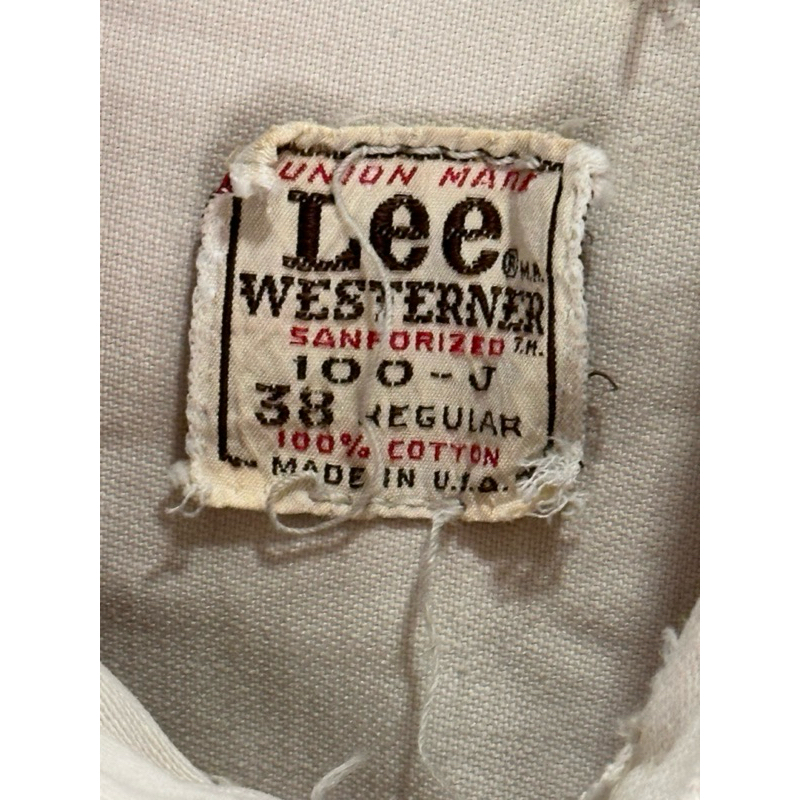 UNION MADE
Lee ® M.R.
WESTERNER
SANFORIZED T.M.
100-J
38 REGULAR
100% COTTON
MADE IN U.S.A.